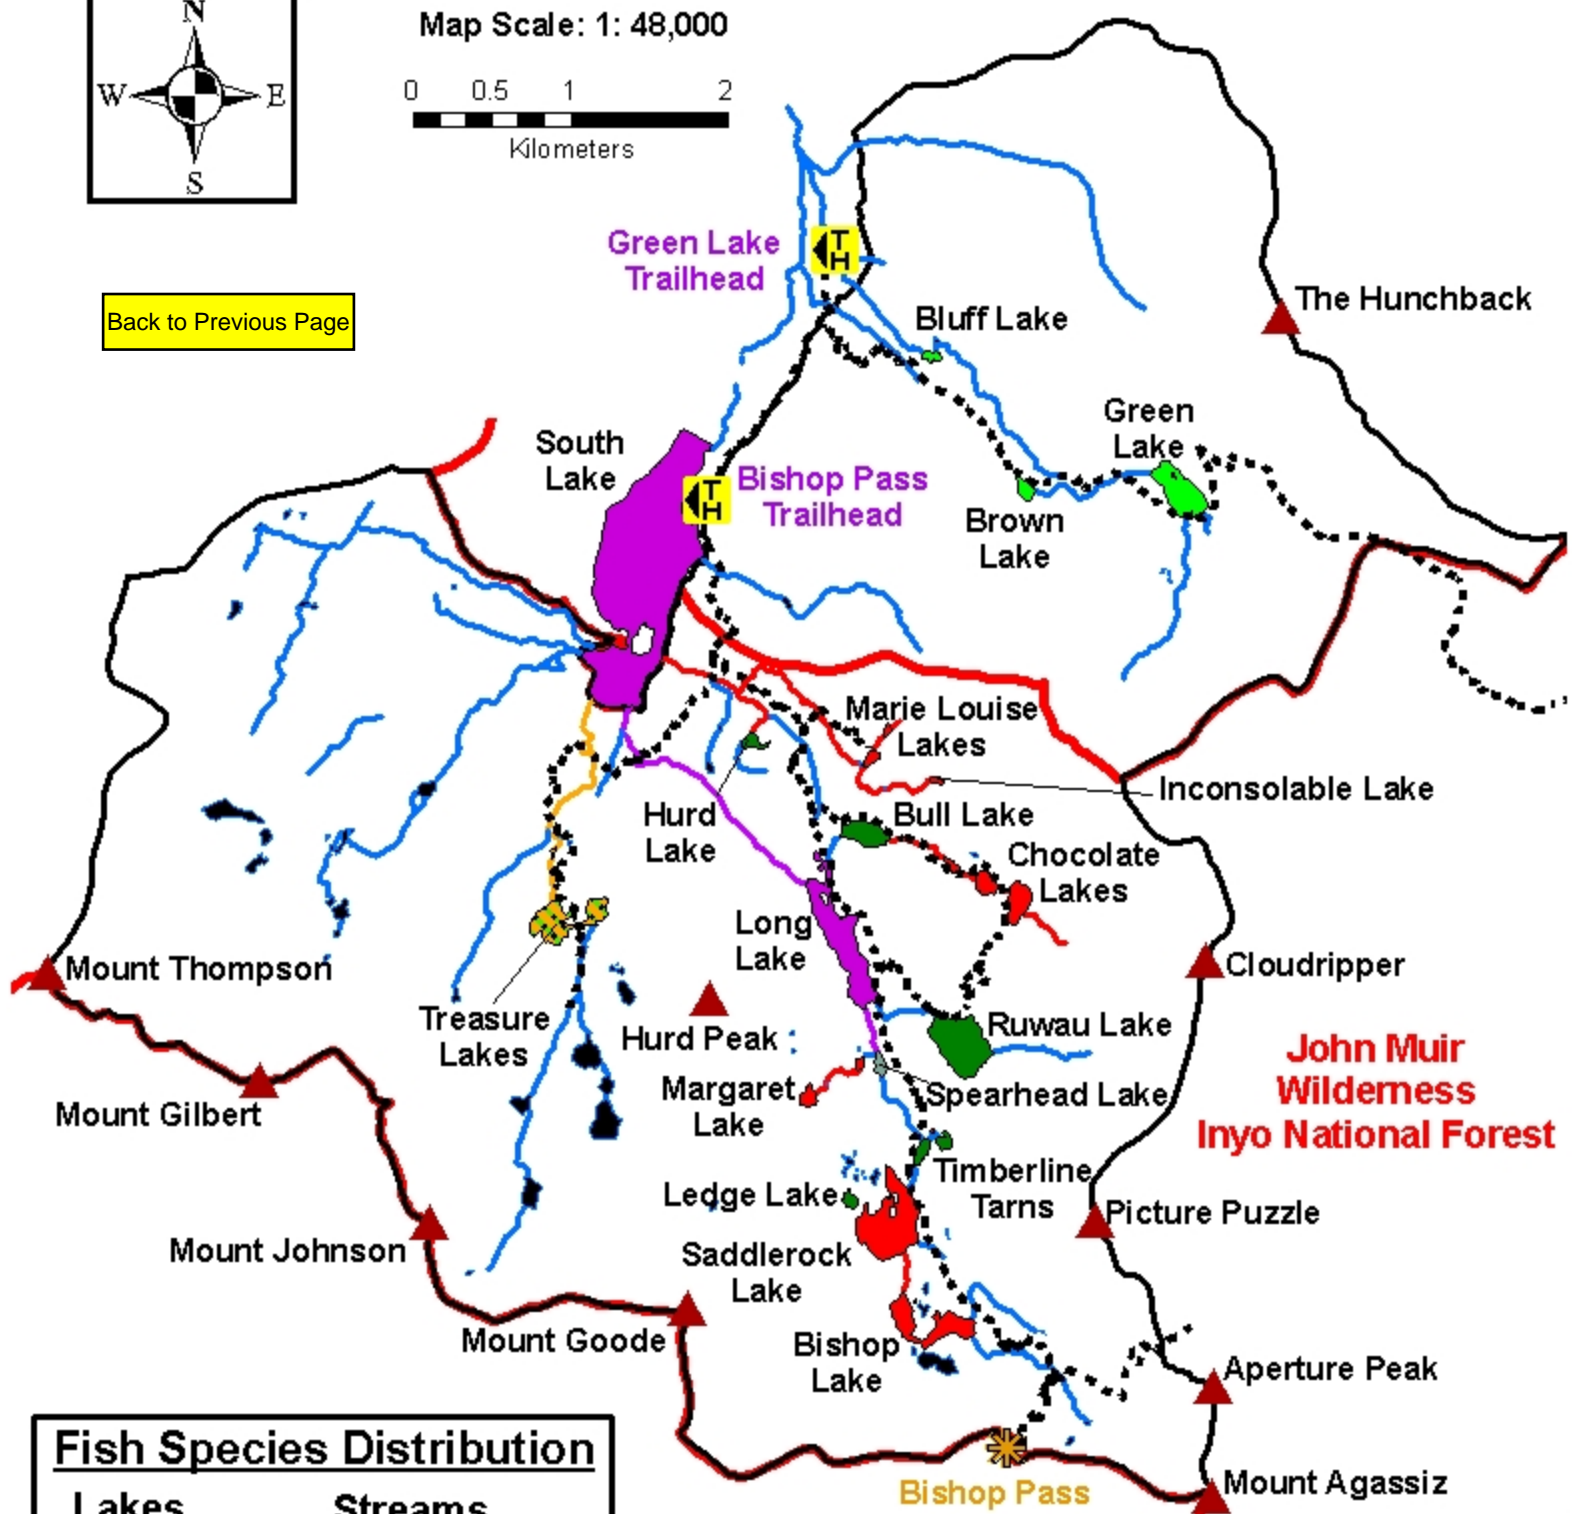 N
W
E
S
Map Scale: 1: 48,000
0 0.5 1 2
Kilometers
Back to Previous Page
Green Lake
Trailhead
T
H
Bluff Lake
The Hunchback
Green
Lake
South
Lake
Bishop Pass
Trailhead
T
H
Brown
Lake
Marie Louise
Lakes
Inconsolable Lake
Hurd
Lake
Bull Lake
Chocolate
Lakes
Long
Lake
Mount Thompson
Cloudripper
Treasure
Lakes
Hurd Peak
Ruwau Lake
John Muir
Wilderness
Inyo National Forest
Margaret
Lake
Spearhead Lake
Mount Gilbert
Timberline
Tarns
Ledge Lake
Picture Puzzle
Mount Johnson
Saddlerock
Lake
Mount Goode
Bishop
Lake
Aperture Peak
Fish Species Distribution
Lakes Streams
Bishop Pass
Mount Agassiz